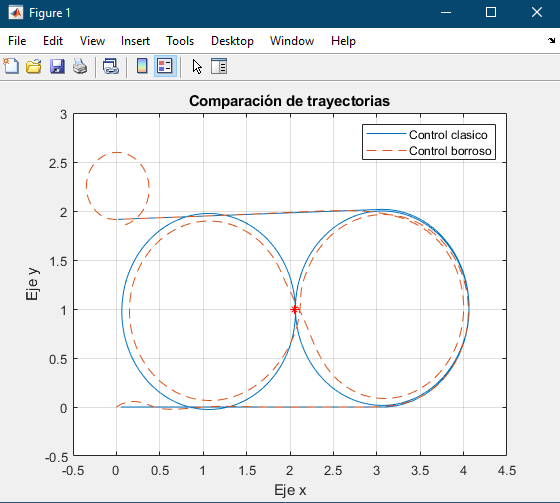 Figure 1
File Edit View Insert Tools Desktop Window Help
Comparación de trayectorias
Control clasico
Control borroso
3
2.5
2
1.5
1
0.5
0
-0.5
Eje y
-0.5 0 0.5 1 1.5 2 2.5 3 3.5 4 4.5
Eje x